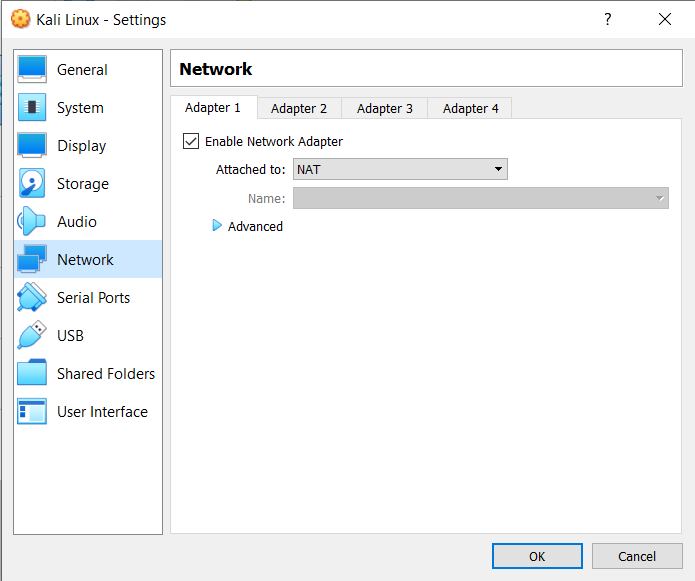 Kali Linux - Settings
?
General
System
Display
Storage
Audio
Network
Serial Ports
USB
Shared Folders
User Interface
Network
Adapter 1 Adapter 2 Adapter 3 Adapter 4
Enable Network Adapter
Attached to: NAT
Name:
Advanced
OK Cancel